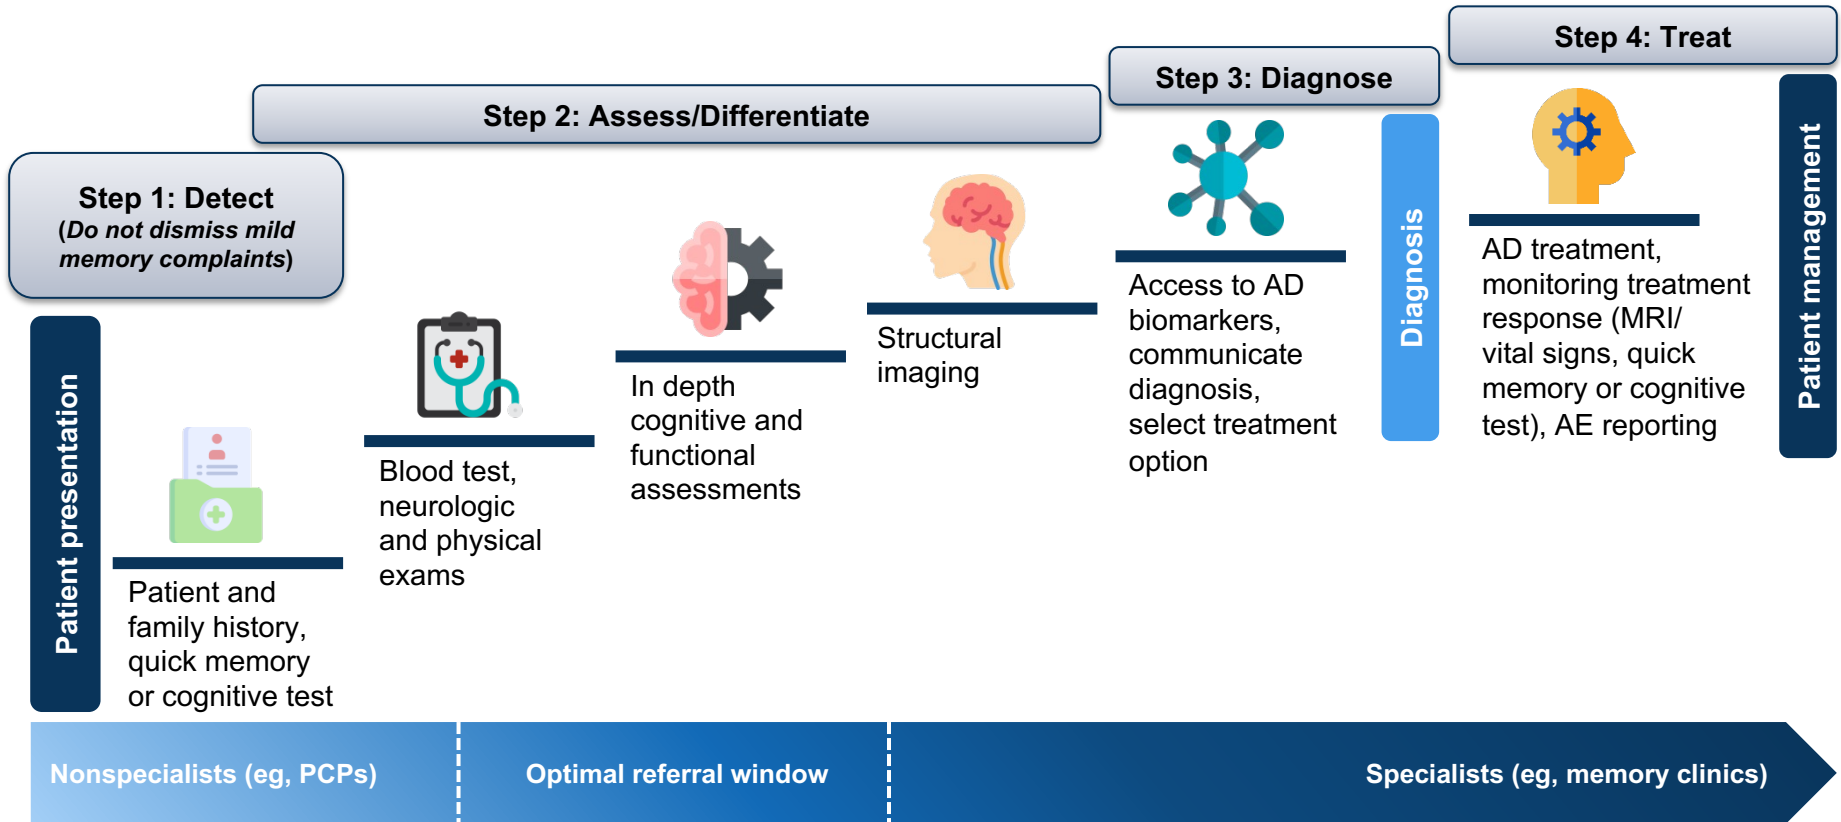 Step 1: Detect
(Do not dismiss mild
memory complaints)
Patient presentation
Patient and
family history,
quick memory
or cognitive test
Step 2: Assess/Differentiate
Blood test,
neurologic
and physical
exams
In depth
cognitive and
functional
assessments
Structural
imaging
Step 3: Diagnose
Access to AD
biomarkers,
communicate
diagnosis,
select treatment
option
Diagnosis
Step 4: Treat
AD treatment,
monitoring treatment
response (MRI/
vital signs, quick
memory or cognitive
test), AE reporting
Patient management
Nonspecialists (eg, PCPs)
Optimal referral window
Specialists (eg, memory clinics)